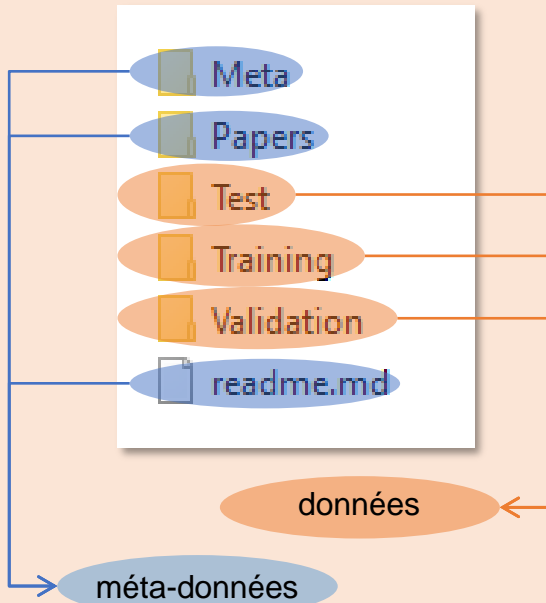 Meta
Papers
Test
Training
Validation
readme.md
données
méta-données